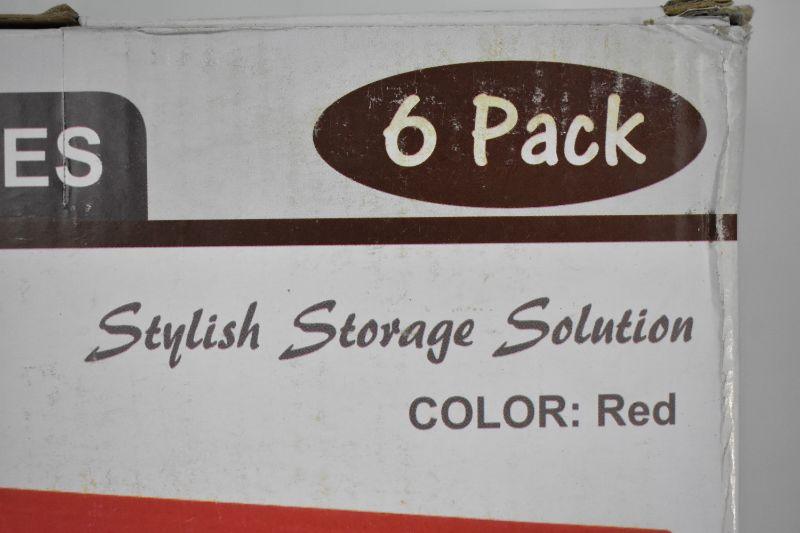 6 Pack
ES
Stylish Storage Solution
COLOR: Red